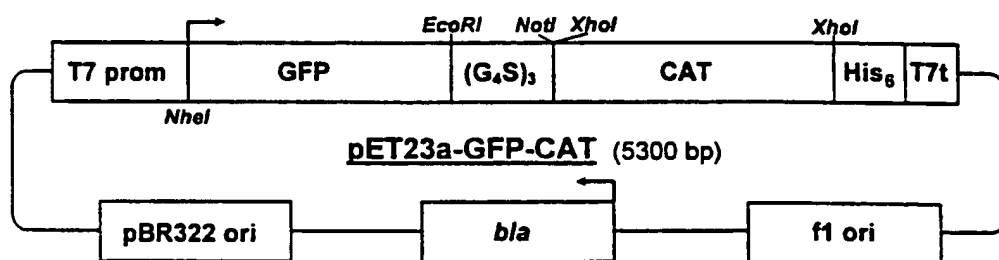 EcoRI NotI XhoI XhoI
T7 prom GFP (G₄S)₃ CAT His₆ T7t
NheI
pET23a-GFP-CAT (5300 bp)
pBR322 ori bla f1 ori